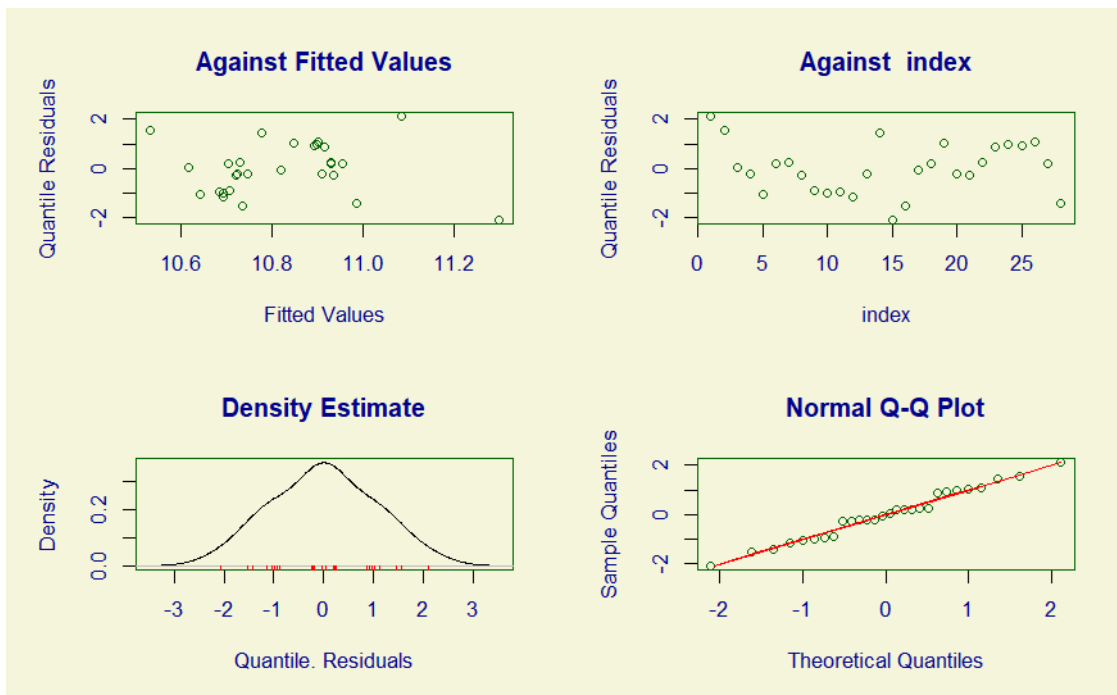 Against Fitted Values
Quantile Residuals
2
0
-2
10.6 10.8 11.0 11.2
Fitted Values
Against index
Quantile Residuals
2
0
-2
0 5 10 15 20 25
index
Density Estimate
Density
0.2
0.0
-3 -2 -1 0 1 2 3
Quantile. Residuals
Normal Q-Q Plot
Sample Quantiles
2
0
-2
-2 -1 0 1 2
Theoretical Quantiles